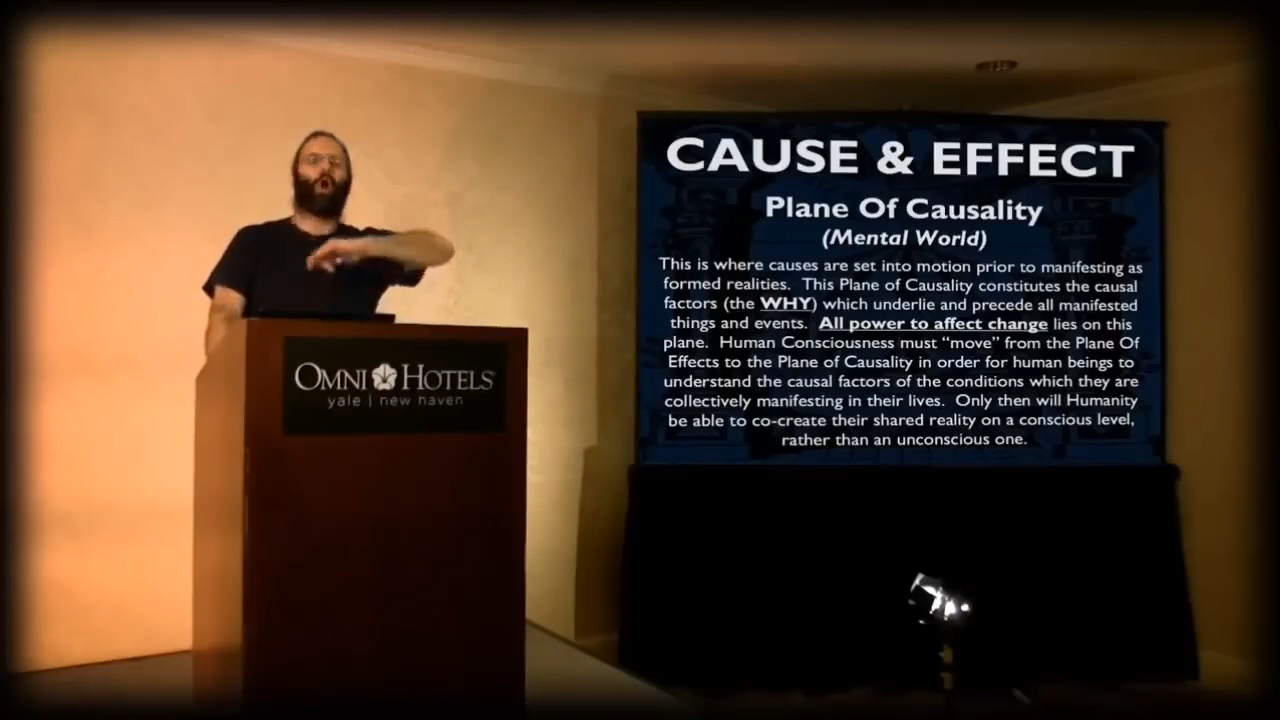 CAUSE & EFFECT
Plane Of Causality
(Mental World)
This is where causes are set into motion prior to manifesting as
formed realities. This Plane of Causality constitutes the causal
factors (the WHY) which underlie and precede all manifested
things and events. All power to affect change lies on this
plane. Human Consciousness must “move” from the Plane Of
Effects to the Plane of Causality in order for human beings to
understand the causal factors of the conditions which they are
collectively manifesting in their lives. Only then will Humanity
be able to co-create their shared reality on a conscious level,
rather than an unconscious one.
OMNI HOTELS
yale | new haven